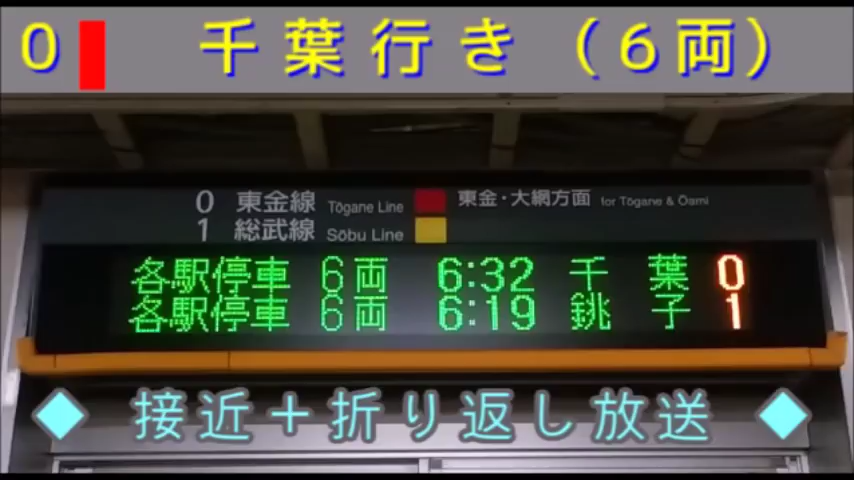 0 千葉行き（6両）
0 東金線 Tōgane Line 東金・大網方面 for Tōgane & Ōami
1 総武線 Sōbu Line
各駅停車 6両 6:32 千葉 0
各駅停車 6両 6:19 銚子 1
◆ 接近＋折り返し放送 ◆